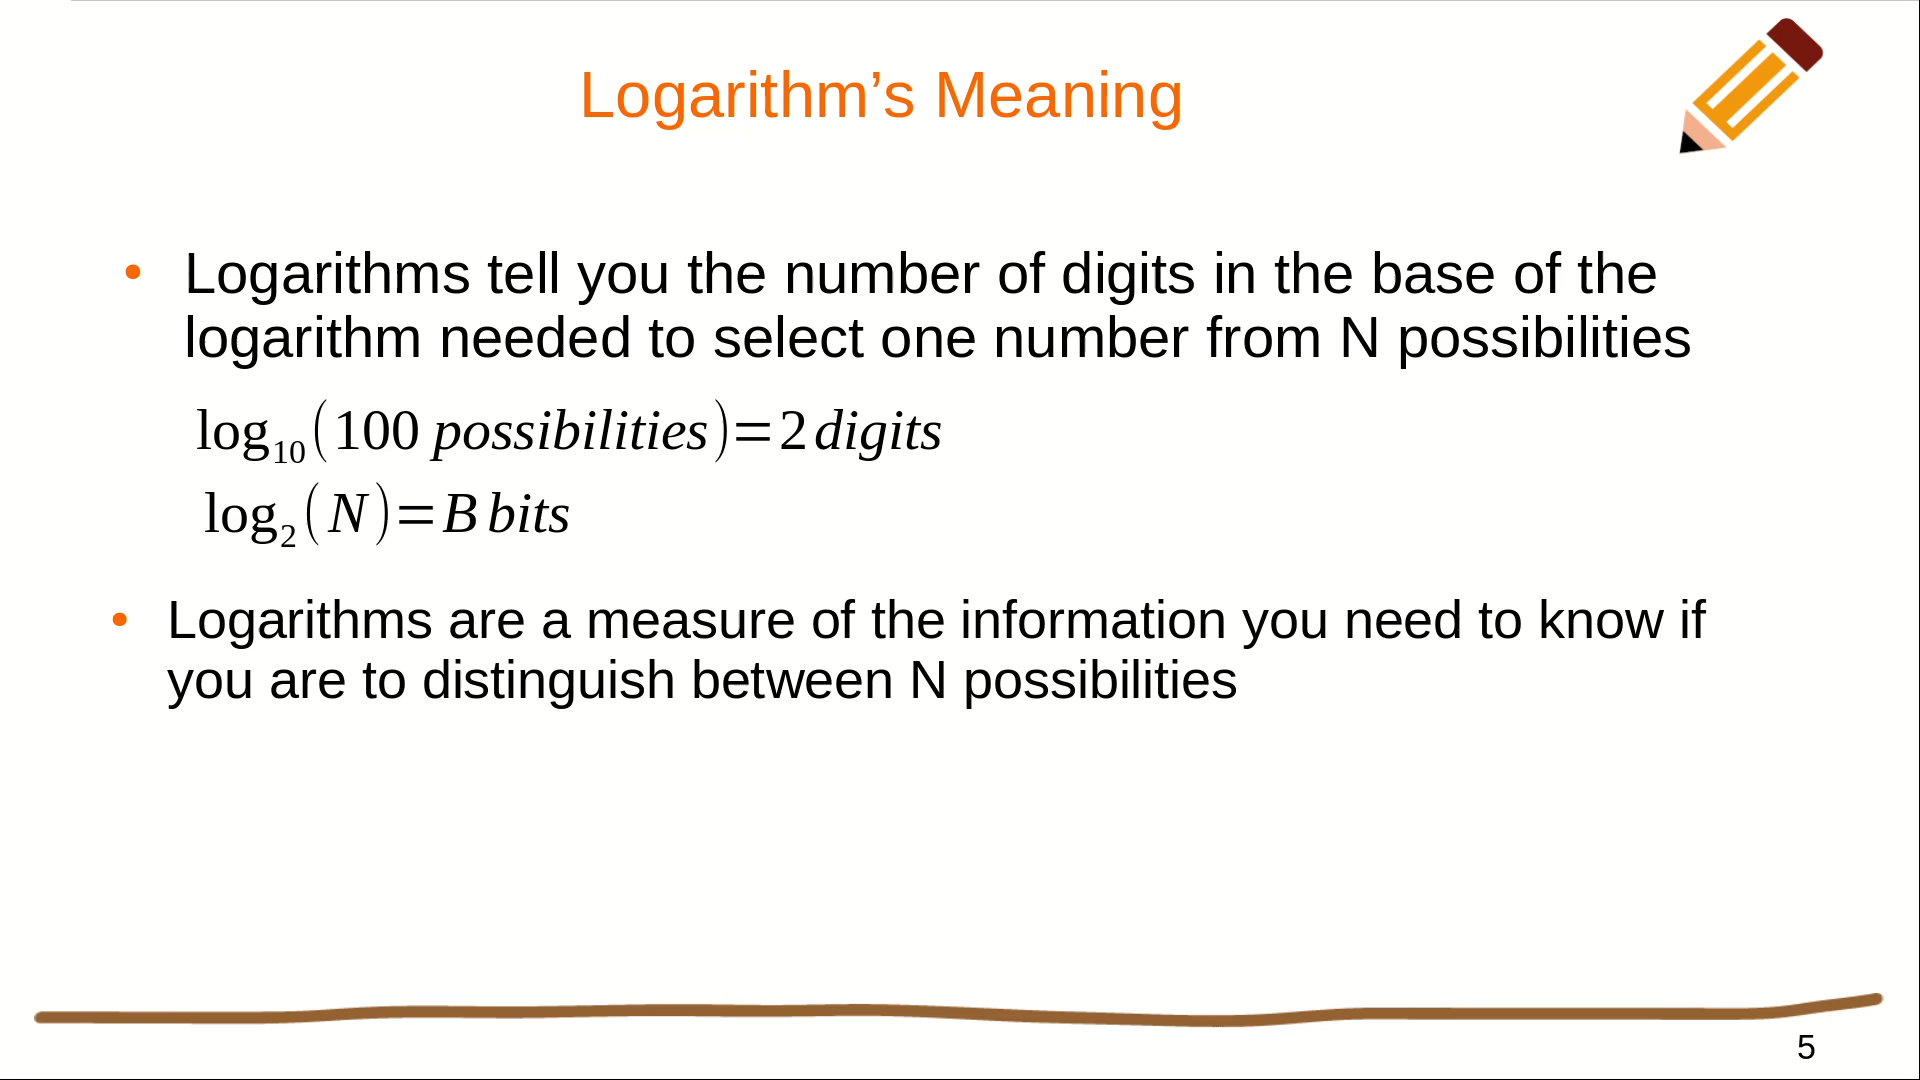 Logarithm’s Meaning
• Logarithms tell you the number of digits in the base of the
logarithm needed to select one number from N possibilities
log₁₀(100 possibilities)=2 digits
log₂(N)=B bits
• Logarithms are a measure of the information you need to know if
you are to distinguish between N possibilities
5